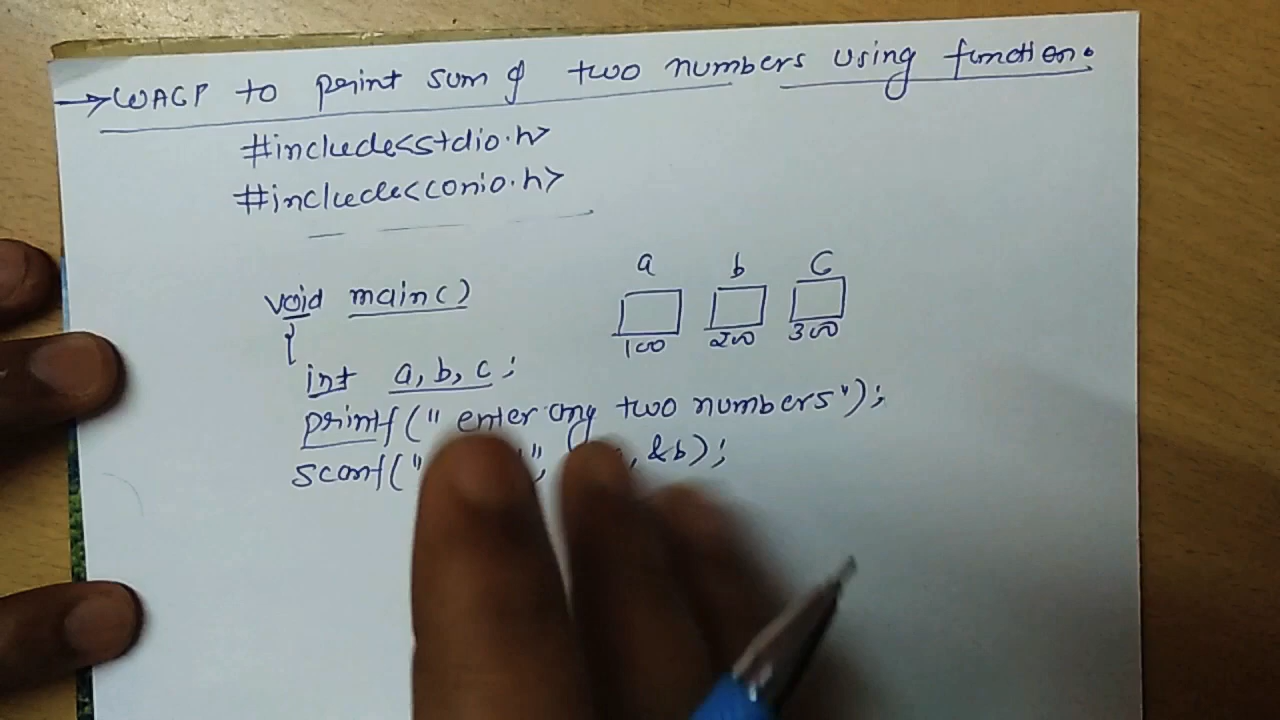 →WACP to print sum of two numbers using function.
#include<stdio.h>
#include<conio.h>
void main()
{
a b c
100 200 300
int a, b, c;
printf(" enter any two numbers");
scanf(" ", , &b);